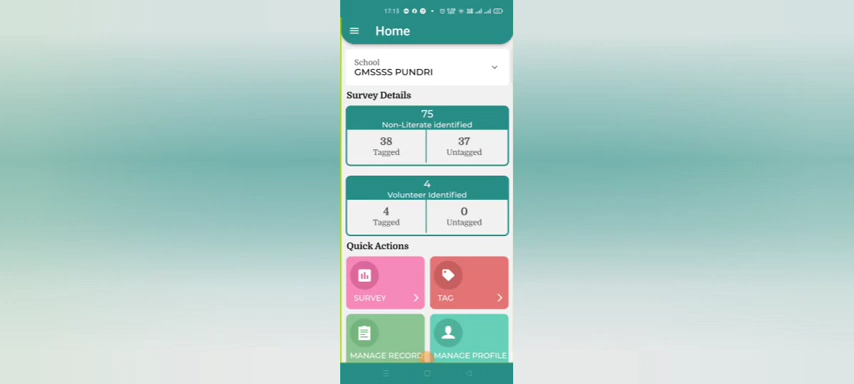 17:13
Home
School
GMSSSS PUNDRI
Survey Details
75
Non-Literate identified
38
37
Tagged
Untagged
4
Volunteer Identified
4
0
Tagged
Untagged
Quick Actions
SURVEY
TAG
MANAGE RECORD
MANAGE PROFILE